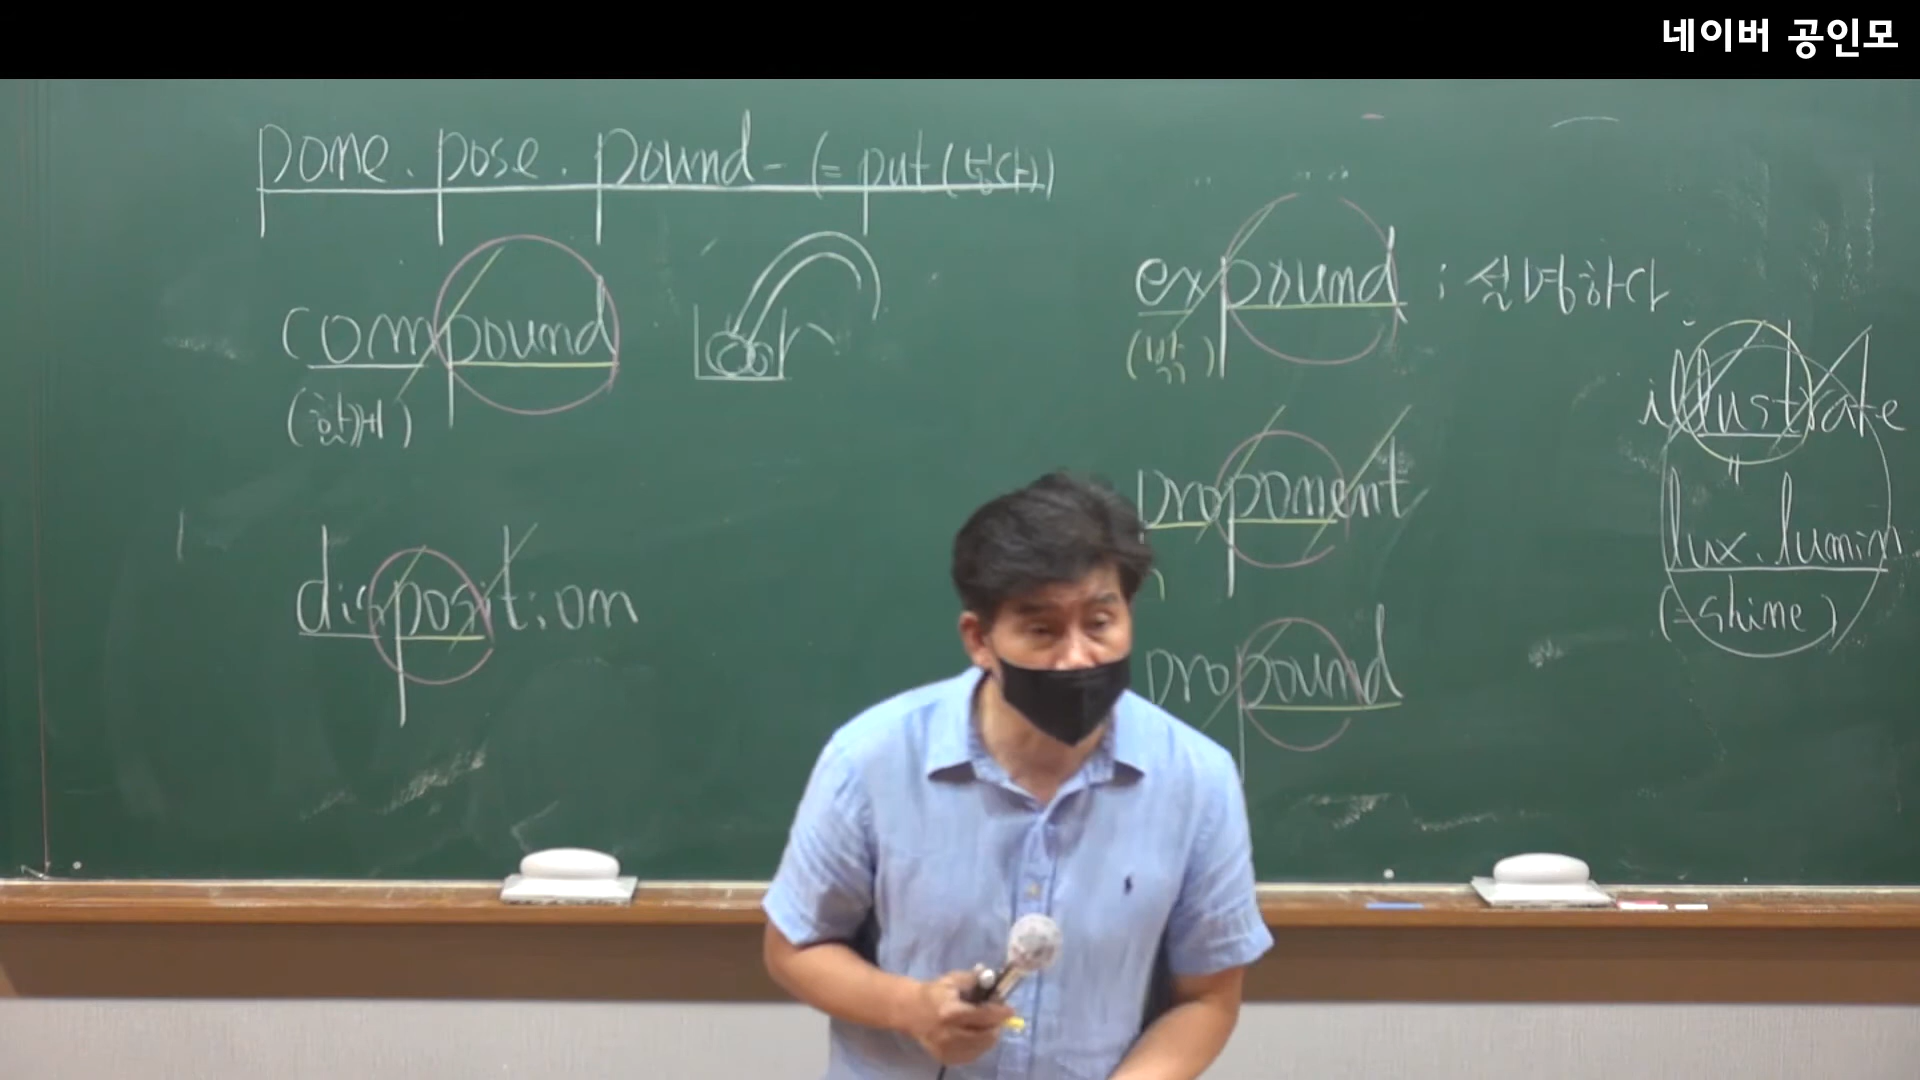 네이버 공인모
pone. pose. pound- (= put (놓다))
compound
(함께)
disposition
expound : 설명하다
(밖)
proponent
propound
illustrate
"
lux. lumin
(= shine)